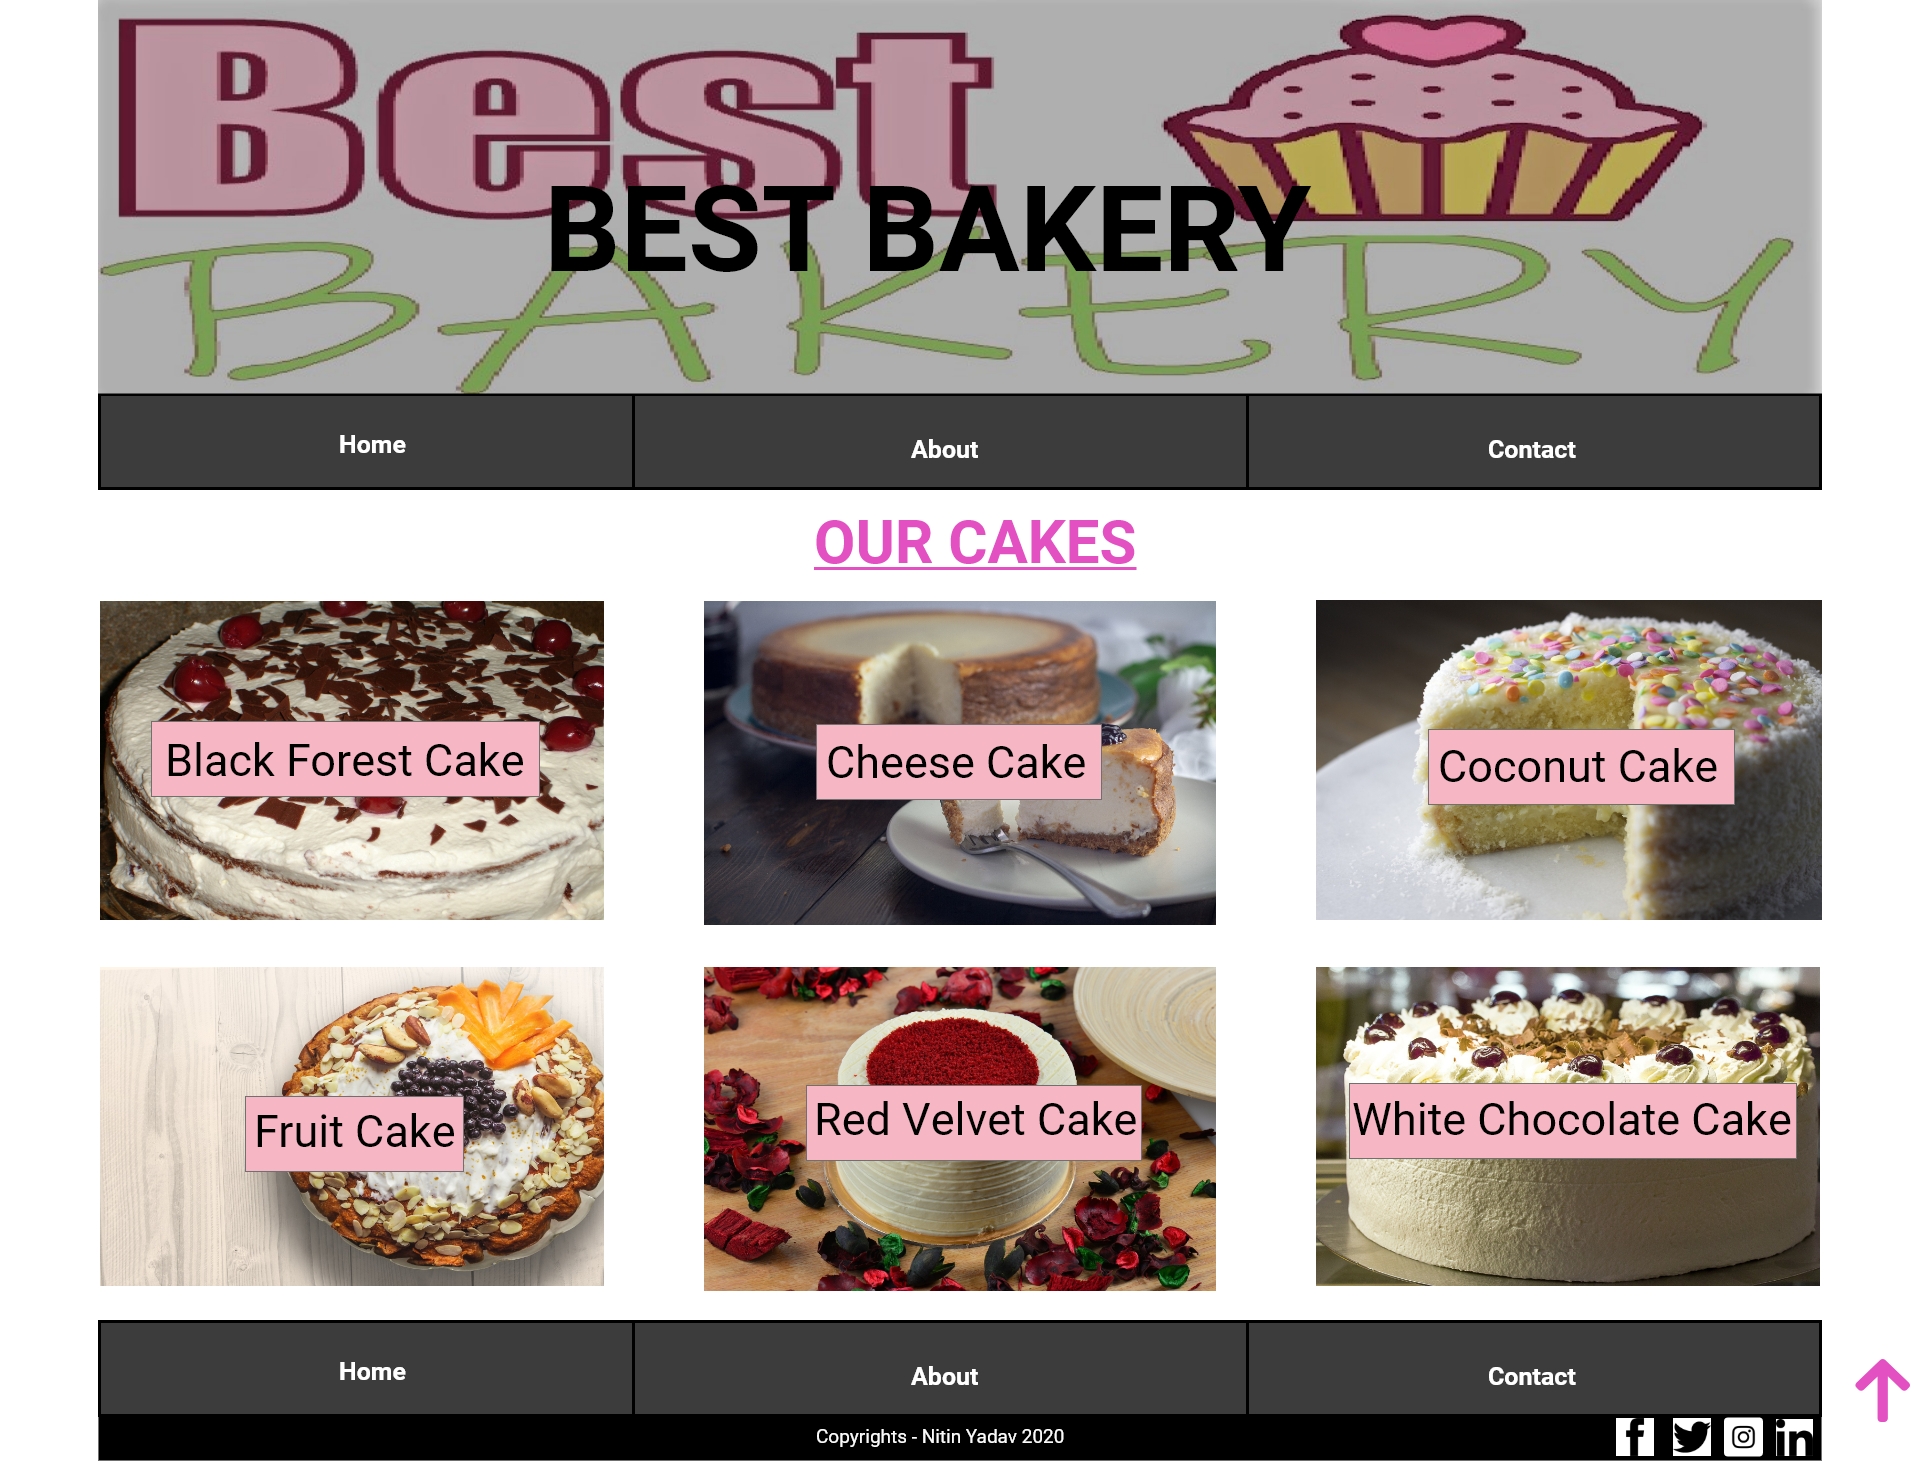 Best
BAKERY
BEST BAKERY
Home
About
Contact
OUR CAKES
Black Forest Cake
Cheese Cake
Coconut Cake
Fruit Cake
Red Velvet Cake
White Chocolate Cake
Home
About
Contact
Copyrights - Nitin Yadav 2020
f
in